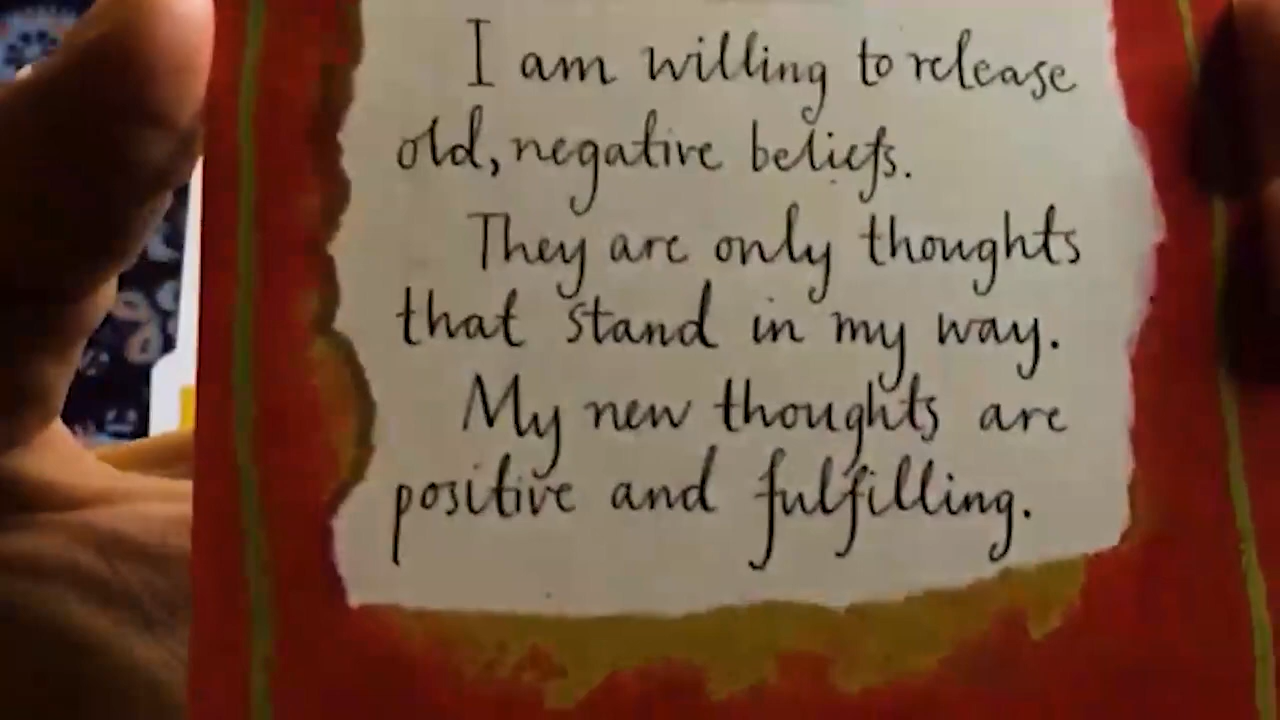 I am willing to release
old, negative beliefs.
They are only thoughts
that stand in my way.
My new thoughts are
positive and fulfilling.